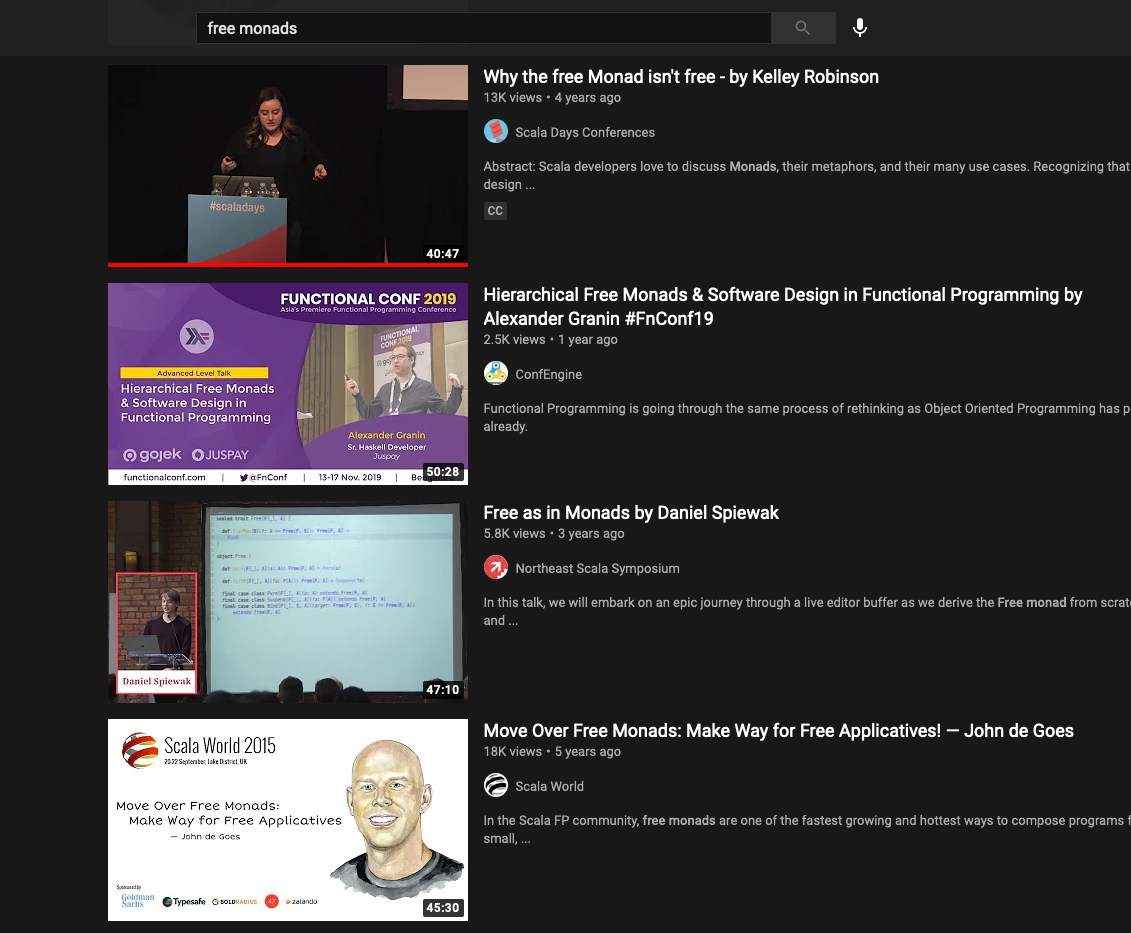 free monads
#scaladays
40:47
Why the free Monad isn't free - by Kelley Robinson
13K views • 4 years ago
Scala Days Conferences
Abstract: Scala developers love to discuss Monads, their metaphors, and their many use cases. Recognizing that
design ...
CC
FUNCTIONAL CONF 2019
Asia's Premiere Functional Programming Conference
FUNCTIONAL
CONF 2019
gojek
Advanced Level Talk
Hierarchical Free Monads
& Software Design in
Functional Programming
Alexander Granin
Sr. Haskell Developer
Juspay
gojek JUSPAY
functionalconf.com | @FnConf | 13-17 Nov. 2019 |
50:28
Hierarchical Free Monads & Software Design in Functional Programming by
Alexander Granin #FnConf19
2.5K views • 1 year ago
ConfEngine
Functional Programming is going through the same process of rethinking as Object Oriented Programming has p
already.
sealed trait Free[F[_], A] {
object Free {
Daniel Spiewak
47:10
Free as in Monads by Daniel Spiewak
5.8K views • 3 years ago
Northeast Scala Symposium
In this talk, we will embark on an epic journey through a live editor buffer as we derive the Free monad from scrat
and ...
Scala World 2015
20-22 September, Lake District, UK
Move Over Free Monads:
Make Way for Free Applicatives
— John de Goes
Sponsored by
Goldman
Sachs
Typesafe
BOLDRADIUS
47
zalando
45:30
Move Over Free Monads: Make Way for Free Applicatives! — John de Goes
18K views • 5 years ago
Scala World
In the Scala FP community, free monads are one of the fastest growing and hottest ways to compose programs f
small, ...